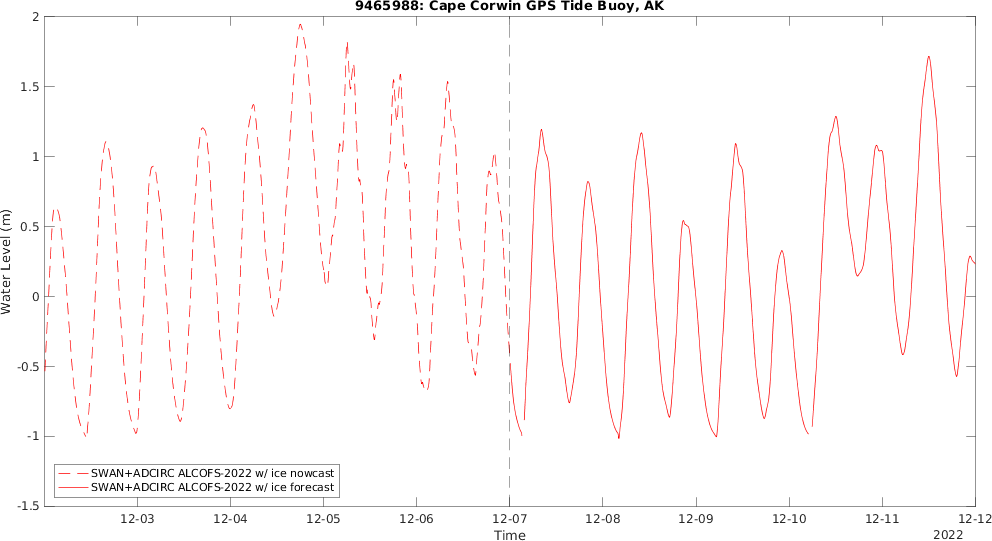 9465988: Cape Corwin GPS Tide Buoy, AK
Water Level (m)
2
1.5
1
0.5
0
-0.5
-1
-1.5
SWAN+ADCIRC ALCOFS-2022 w/ ice nowcast
SWAN+ADCIRC ALCOFS-2022 w/ ice forecast
12-03 12-04 12-05 12-06 12-07 12-08 12-09 12-10 12-11 12-12
Time
2022